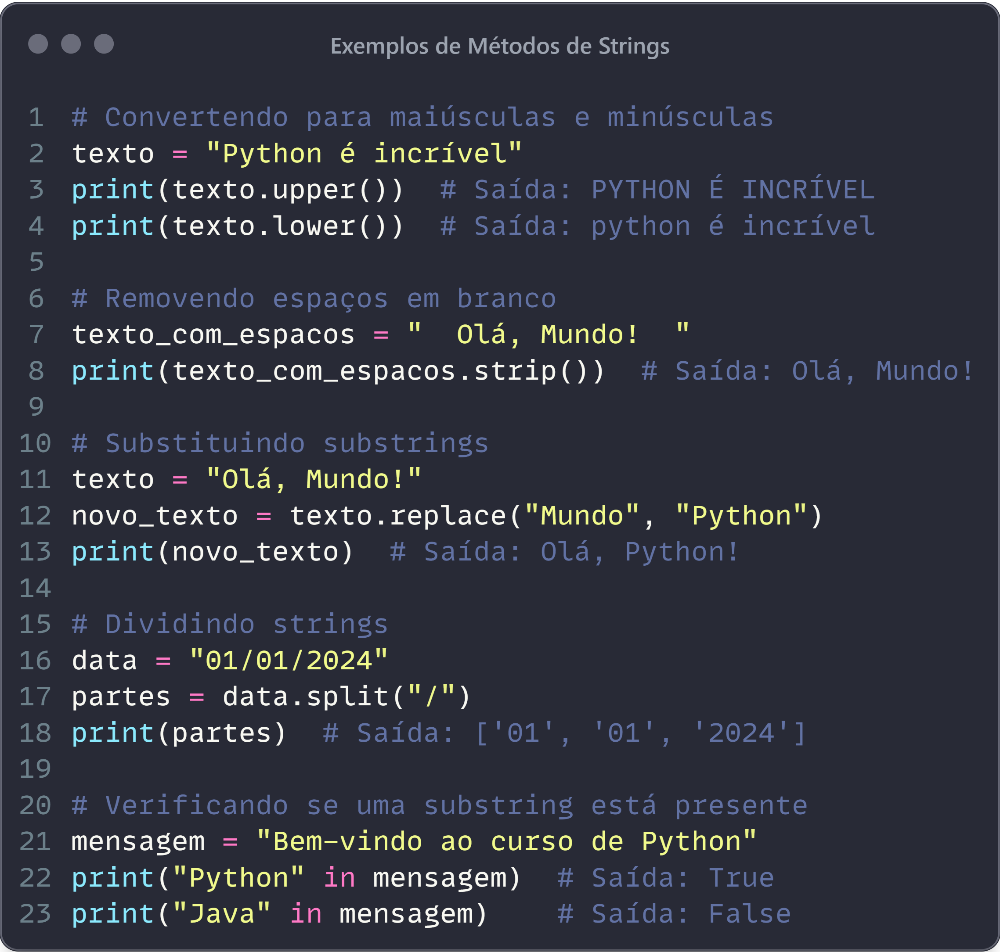 Exemplos de Métodos de Strings
1 # Convertendo para maiúsculas e minúsculas
2 texto = "Python é incrível"
3 print(texto.upper())  # Saída: PYTHON É INCRÍVEL
4 print(texto.lower())  # Saída: python é incrível
5
6 # Removendo espaços em branco
7 texto_com_espacos = "  Olá, Mundo!  "
8 print(texto_com_espacos.strip())  # Saída: Olá, Mundo!
9
10 # Substituindo substrings
11 texto = "Olá, Mundo!"
12 novo_texto = texto.replace("Mundo", "Python")
13 print(novo_texto)  # Saída: Olá, Python!
14
15 # Dividindo strings
16 data = "01/01/2024"
17 partes = data.split("/")
18 print(partes)  # Saída: ['01', '01', '2024']
19
20 # Verificando se uma substring está presente
21 mensagem = "Bem-vindo ao curso de Python"
22 print("Python" in mensagem)  # Saída: True
23 print("Java" in mensagem)    # Saída: False